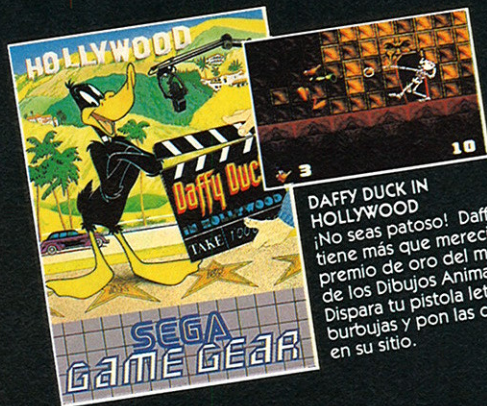 HOLLYWOOD
Daffy Duc
IN HOLLYWOOD
TAKE
SEGA
GAME GEAR
3
10
DAFFY DUCK IN
HOLLYWOOD
¡No seas patoso! Daff
tiene más que mereci
premio de oro del m
de los Dibujos Anima
Dispara tu pistola let
burbujas y pon las c
en su sitio.